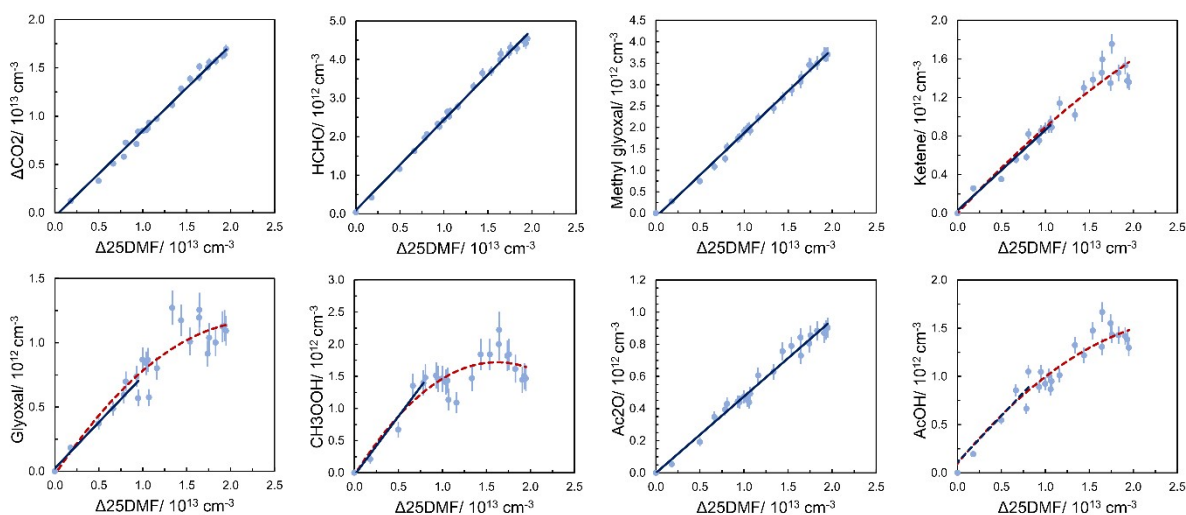 ΔCO2/ 10¹³ cm⁻³
2.0
1.5
1.0
0.5
0.0
0.0 0.5 1.0 1.5 2.0 2.5
Δ25DMF/ 10¹³ cm⁻³
HCHO/ 10¹² cm⁻³
5.0
4.0
3.0
2.0
1.0
0.0
0.0 0.5 1.0 1.5 2.0 2.5
Δ25DMF/ 10¹³ cm⁻³
Methyl glyoxal/ 10¹² cm⁻³
4.5
4.0
3.5
3.0
2.5
2.0
1.5
1.0
0.5
0.0
0.0 0.5 1.0 1.5 2.0 2.5
Δ25DMF/ 10¹³ cm⁻³
Ketene/ 10¹² cm⁻³
2.0
1.6
1.2
0.8
0.4
0.0
0.0 0.5 1.0 1.5 2.0 2.5
Δ25DMF/ 10¹³ cm⁻³
Glyoxal/ 10¹² cm⁻³
1.5
1.0
0.5
0.0
0.0 0.5 1.0 1.5 2.0 2.5
Δ25DMF/ 10¹³ cm⁻³
CH3OOH/ 10¹² cm⁻³
3.0
2.5
2.0
1.5
1.0
0.5
0.0
0.0 0.5 1.0 1.5 2.0 2.5
Δ25DMF/ 10¹³ cm⁻³
Ac2O/ 10¹² cm⁻³
1.2
1.0
0.8
0.6
0.4
0.2
0.0
0.0 0.5 1.0 1.5 2.0 2.5
Δ25DMF/ 10¹³ cm⁻³
AcOH/ 10¹² cm⁻³
2.0
1.5
1.0
0.5
0.0
0.0 0.5 1.0 1.5 2.0 2.5
Δ25DMF/ 10¹³ cm⁻³